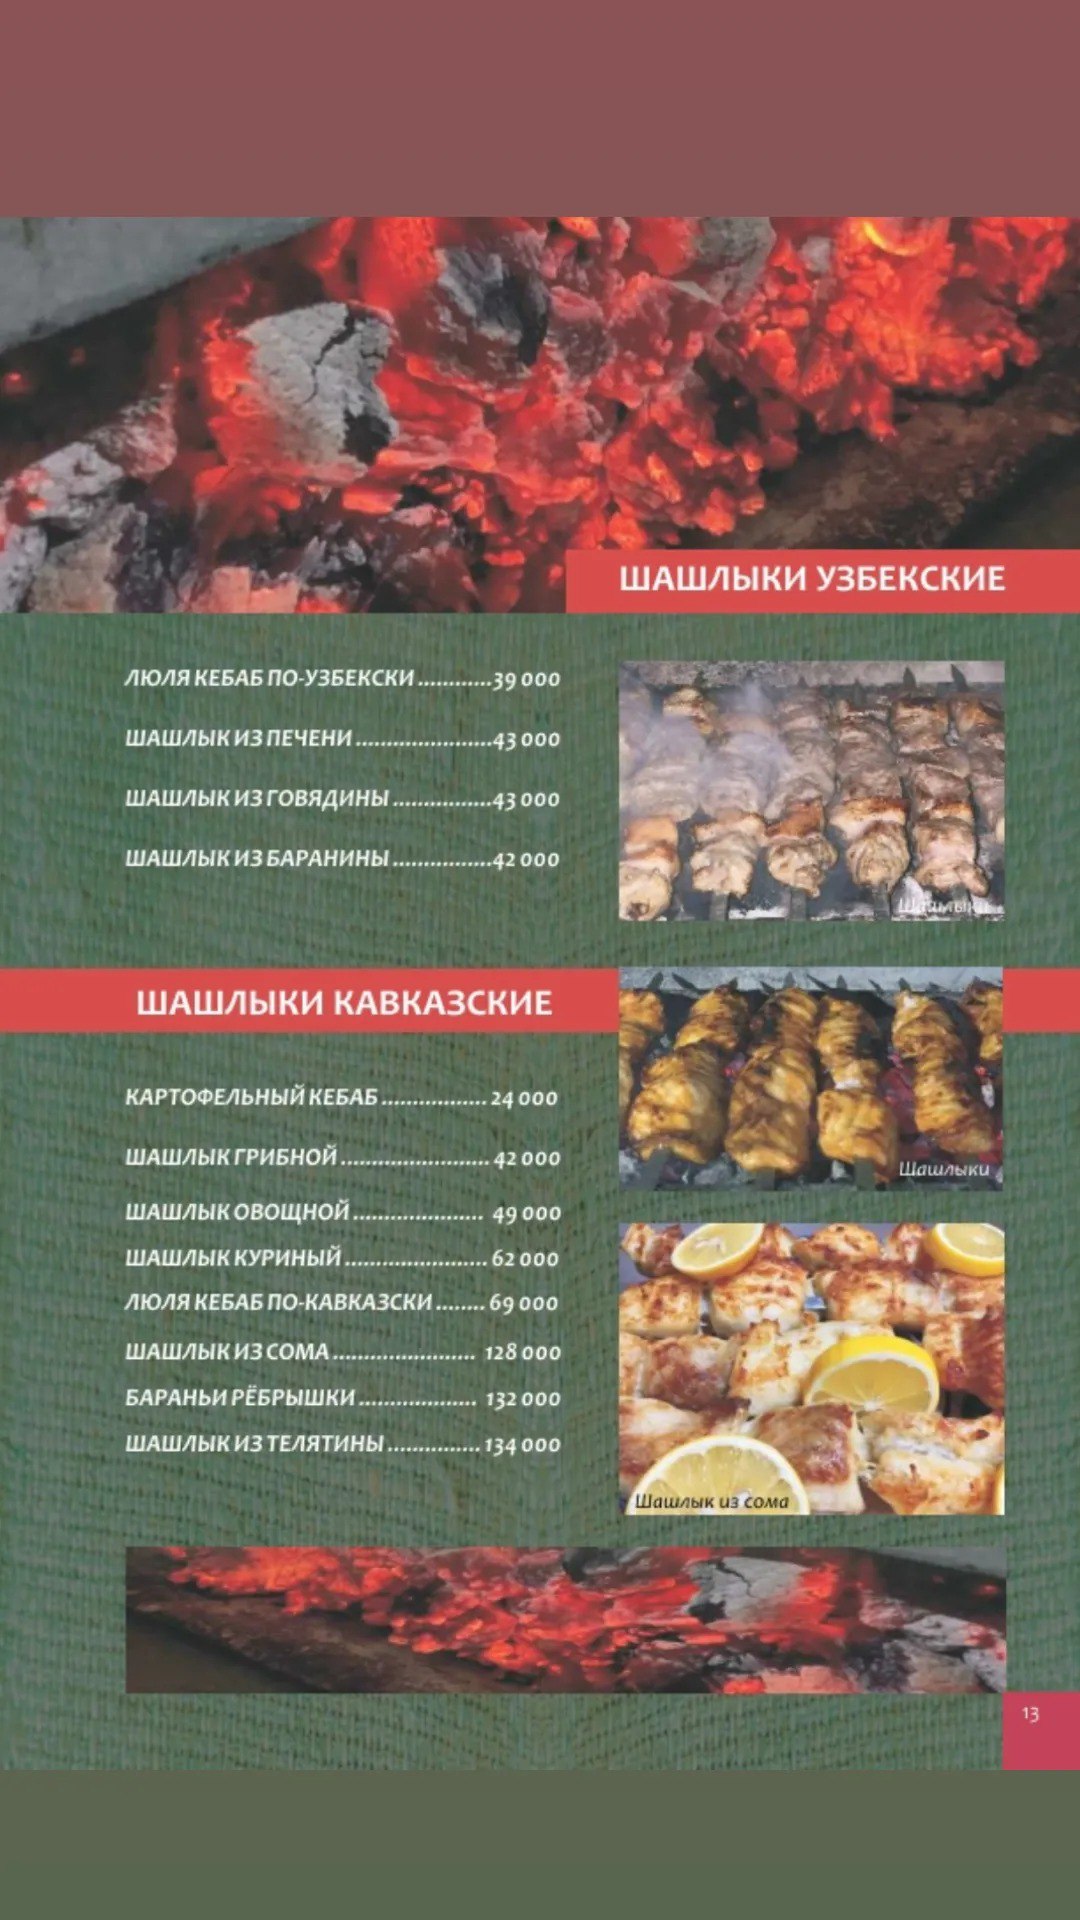 ШАШЛЫКИ УЗБЕКСКИЕ
ЛЮЛЯ КЕБАБ ПО-УЗБЕКСКИ ............39 000
ШАШЛЫК ИЗ ПЕЧЕНИ ......................43 000
ШАШЛЫК ИЗ ГОВЯДИНЫ ................43 000
ШАШЛЫК ИЗ БАРАНИНЫ ................42 000
Шашлыки
ШАШЛЫКИ КАВКАЗСКИЕ
КАРТОФЕЛЬНЫЙ КЕБАБ ................. 24 000
ШАШЛЫК ГРИБНОЙ ........................ 42 000
ШАШЛЫК ОВОЩНОЙ ..................... 49 000
ШАШЛЫК КУРИНЫЙ ....................... 62 000
ЛЮЛЯ КЕБАБ ПО-КАВКАЗСКИ ........ 69 000
ШАШЛЫК ИЗ СОМА ....................... 128 000
БАРАНЬИ РЁБРЫШКИ ................... 132 000
ШАШЛЫК ИЗ ТЕЛЯТИНЫ ............... 134 000
Шашлыки
Шашлык из сома
13